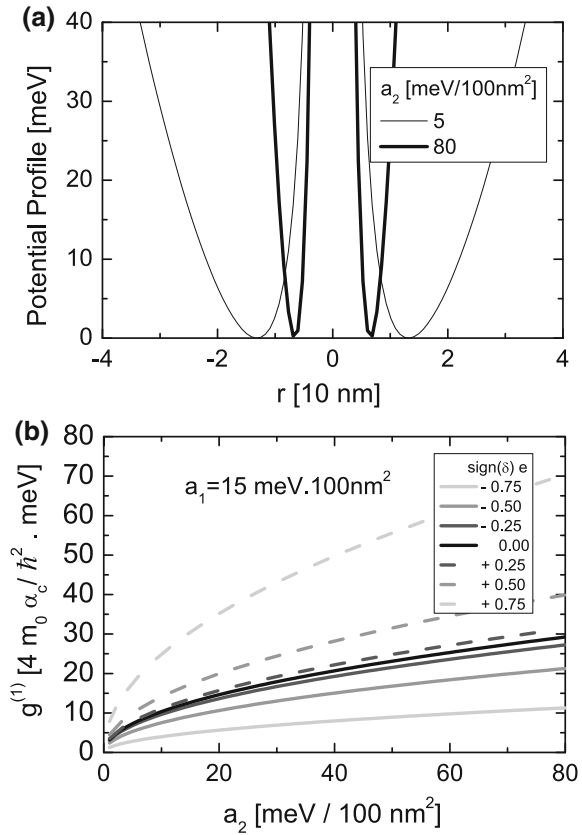 (a)
40
30
20
10
0
Potential Profile [meV]
a₂ [meV/100nm²]
5
80
-4 -2 0 2 4
r [10 nm]
(b)
80
70
60
50
40
30
20
10
0
g⁽¹⁾ [4 m₀ α_c/ ℏ² . meV]
a₁=15 meV.100nm²
sign(δ) e
- 0.75
- 0.50
- 0.25
0.00
+ 0.25
+ 0.50
+ 0.75
0 20 40 60 80
a₂ [meV / 100 nm²]